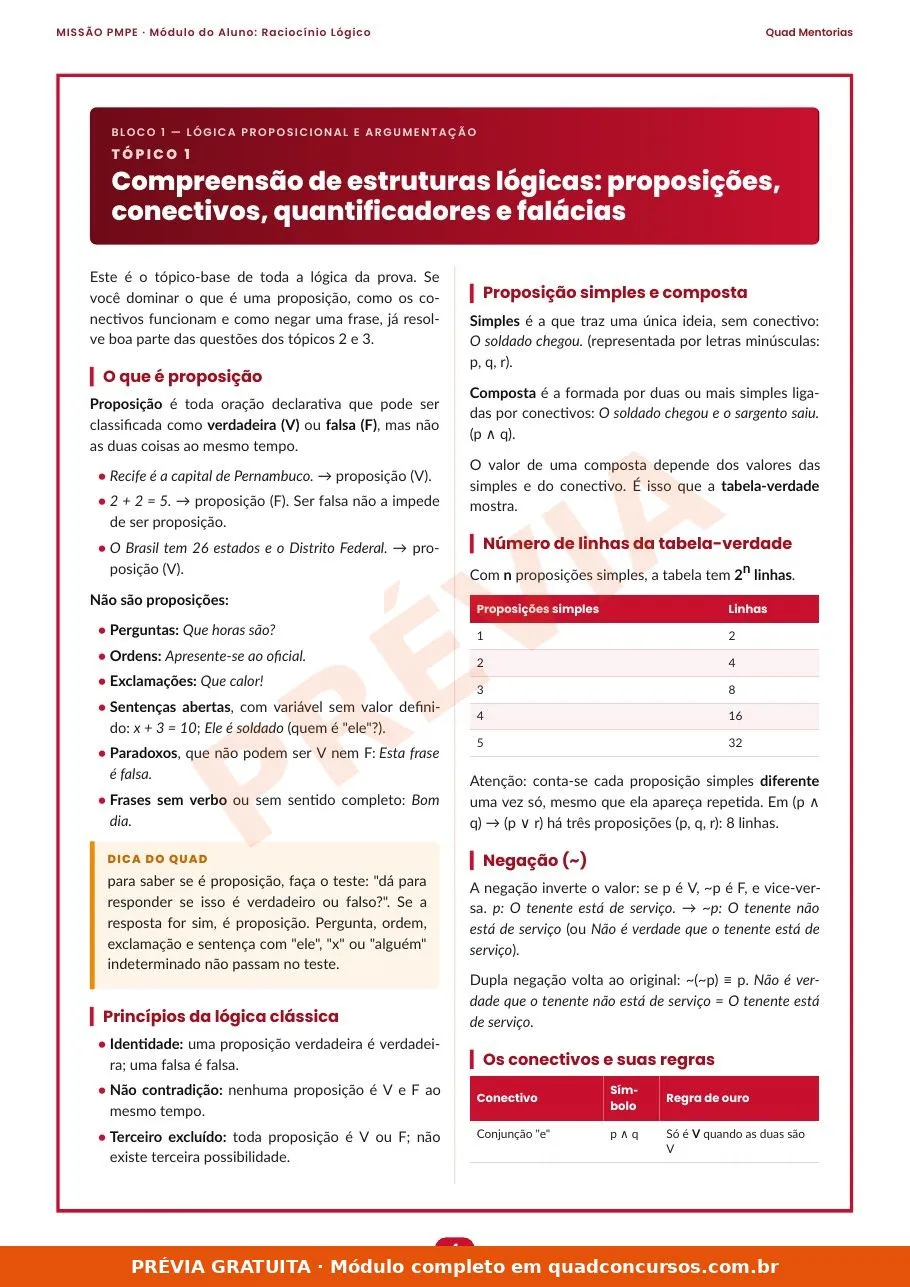 MISSÃO PMPE · Módulo do Aluno: Raciocínio Lógico
Quad Mentorias
BLOCO 1 — LÓGICA PROPOSICIONAL E ARGUMENTAÇÃO
TÓPICO 1
Compreensão de estruturas lógicas: proposições,
conectivos, quantificadores e falácias
Este é o tópico-base de toda a lógica da prova. Se
você dominar o que é uma proposição, como os co-
nectivos funcionam e como negar uma frase, já resol-
ve boa parte das questões dos tópicos 2 e 3.
O que é proposição
Proposição é toda oração declarativa que pode ser
classificada como verdadeira (V) ou falsa (F), mas não
as duas coisas ao mesmo tempo.
• Recife é a capital de Pernambuco. → proposição (V).
• 2 + 2 = 5. → proposição (F). Ser falsa não a impede
de ser proposição.
• O Brasil tem 26 estados e o Distrito Federal. → pro-
posição (V).
Não são proposições:
• Perguntas: Que horas são?
• Ordens: Apresente-se ao oficial.
• Exclamações: Que calor!
• Sentenças abertas, com variável sem valor defini-
do: x + 3 = 10; Ele é soldado (quem é "ele"?).
• Paradoxos, que não podem ser V nem F: Esta frase
é falsa.
• Frases sem verbo ou sem sentido completo: Bom
dia.
DICA DO QUAD
para saber se é proposição, faça o teste: "dá para
responder se isso é verdadeiro ou falso?". Se a
resposta for sim, é proposição. Pergunta, ordem,
exclamação e sentença com "ele", "x" ou "alguém"
indeterminado não passam no teste.
Princípios da lógica clássica
• Identidade: uma proposição verdadeira é verdadei-
ra; uma falsa é falsa.
• Não contradição: nenhuma proposição é V e F ao
mesmo tempo.
• Terceiro excluído: toda proposição é V ou F; não
existe terceira possibilidade.
Proposição simples e composta
Simples é a que traz uma única ideia, sem conectivo:
O soldado chegou. (representada por letras minúsculas:
p, q, r).
Composta é a formada por duas ou mais simples liga-
das por conectivos: O soldado chegou e o sargento saiu.
(p ∧ q).
O valor de uma composta depende dos valores das
simples e do conectivo. É isso que a tabela-verdade
mostra.
Número de linhas da tabela-verdade
Com n proposições simples, a tabela tem 2ⁿ linhas.
Proposições simples Linhas
1 2
2 4
3 8
4 16
5 32
Atenção: conta-se cada proposição simples diferente
uma vez só, mesmo que ela apareça repetida. Em (p ∧
q) → (p ∨ r) há três proposições (p, q, r): 8 linhas.
Negação (~)
A negação inverte o valor: se p é V, ~p é F, e vice-ver-
sa. p: O tenente está de serviço. → ~p: O tenente não
está de serviço (ou Não é verdade que o tenente está de
serviço).
Dupla negação volta ao original: ~(~p) ≡ p. Não é ver-
dade que o tenente não está de serviço = O tenente está
de serviço.
Os conectivos e suas regras
Conectivo Sím- Regra de ouro
bolo
Conjunção "e" p ∧ q Só é V quando as duas são
V
PRÉVIA
PRÉVIA GRATUITA · Módulo completo em quadconcursos.com.br